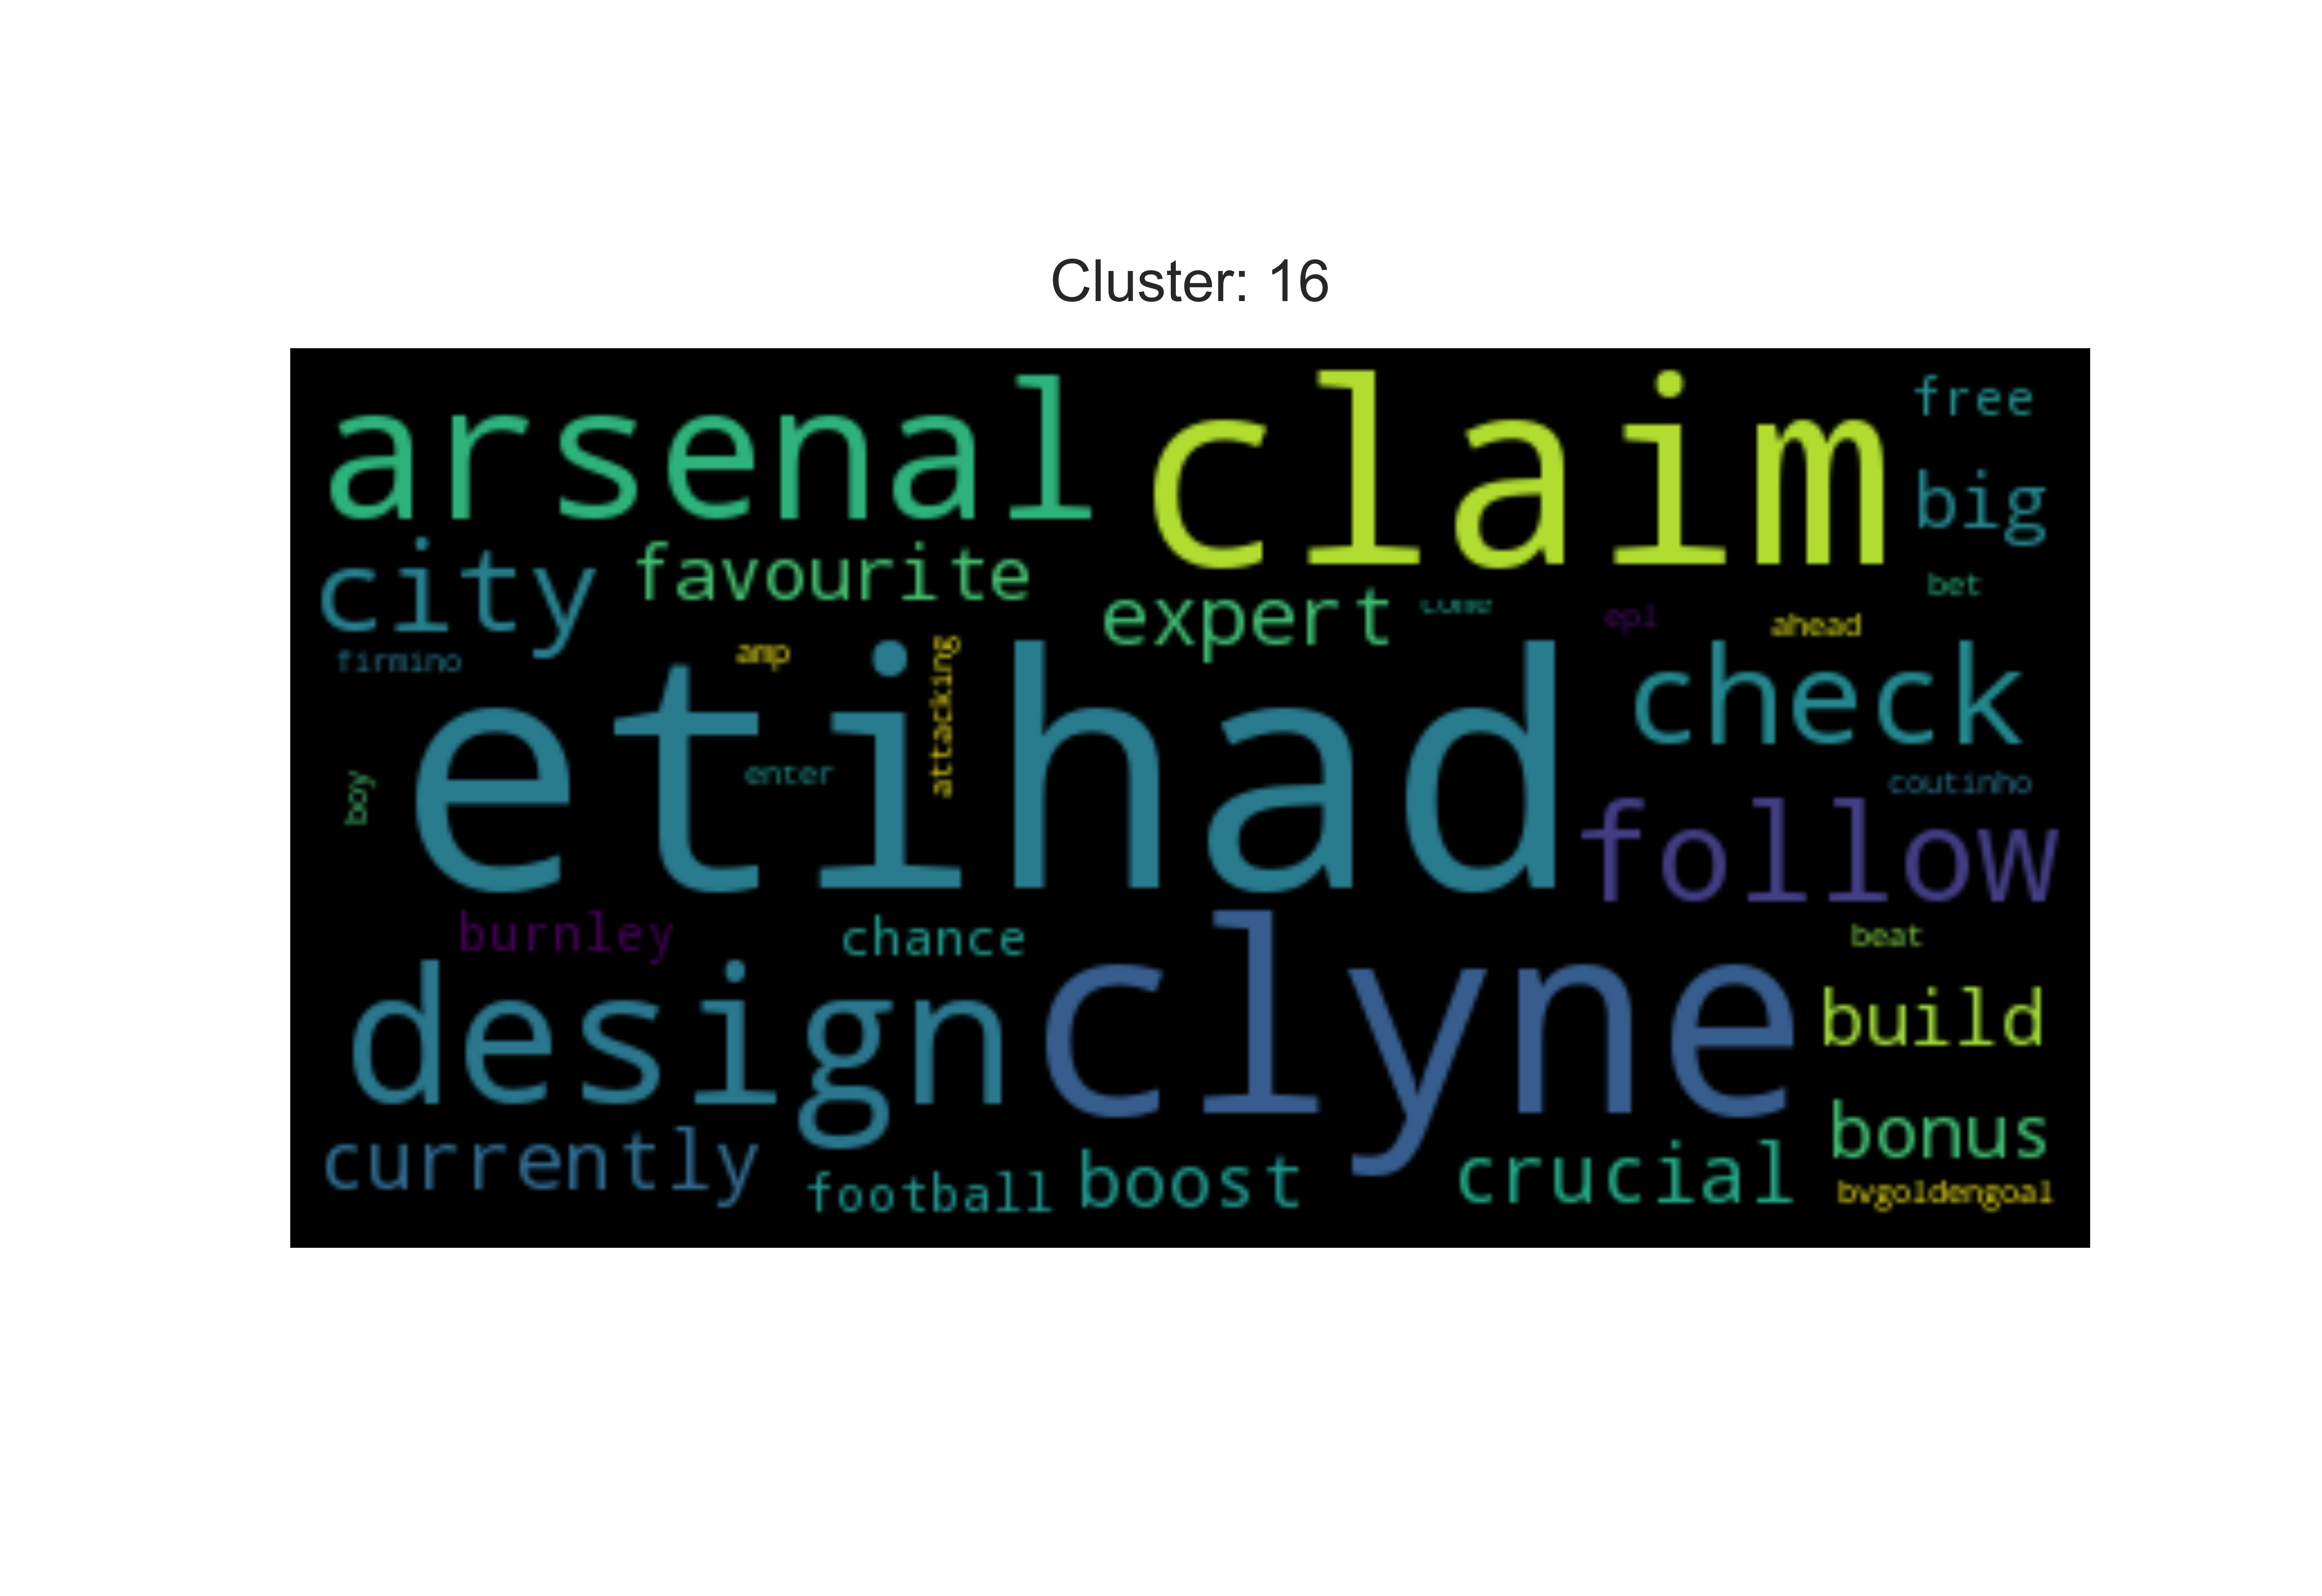 Cluster: 16
arsenal claim free
big
city favourite expert come epl ahead bet
firmino amp attacking check
etihad
boy enter coutinho
follow
burnley chance beat
design clyne build
currently football boost crucial bonus
bvgoldengoal